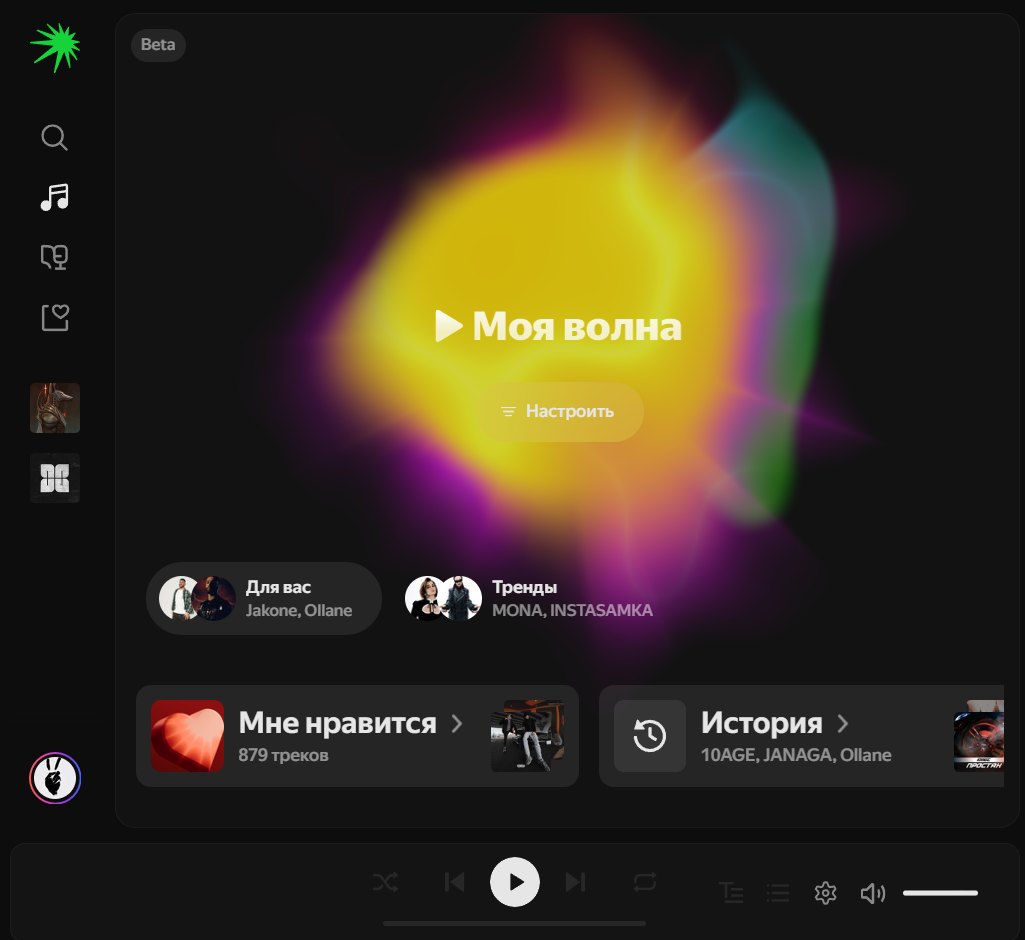 Beta
Моя волна
Настроить
Для вас
Jakone, Ollane
Тренды
MONA, INSTASAMKA
Мне нравится
879 треков
История
10AGE, JANAGA, Ollane
ПРОСТАК